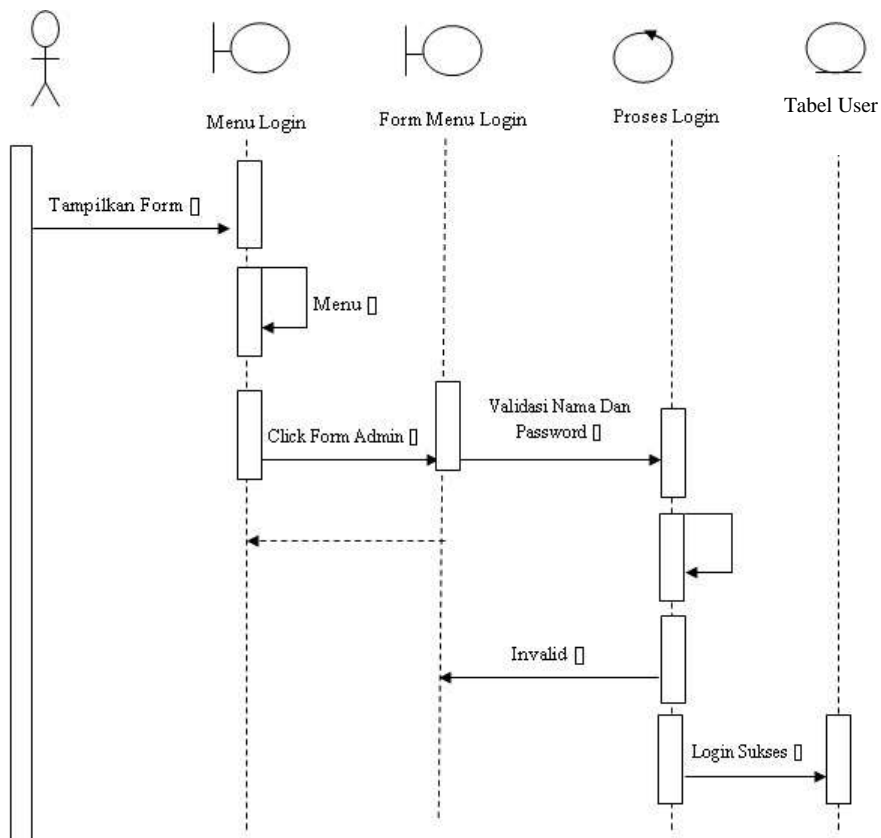 Menu Login
Form Menu Login
Proses Login
Tabel User
Tampilkan Form []
Menu []
Click Form Admin []
Validasi Nama Dan
Password []
Invalid []
Login Sukses []